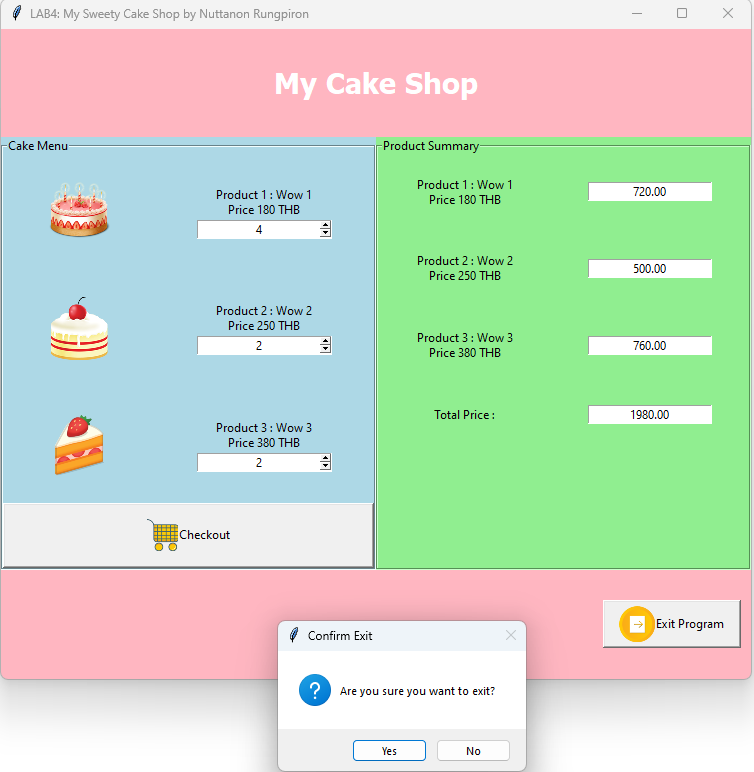 LAB4: My Sweety Cake Shop by Nuttanon Rungpiron
My Cake Shop
Cake Menu
Product 1 : Wow 1
Price 180 THB
4
Product 2 : Wow 2
Price 250 THB
2
Product 3 : Wow 3
Price 380 THB
2
Checkout
Product Summary
Product 1 : Wow 1
Price 180 THB
720.00
Product 2 : Wow 2
Price 250 THB
500.00
Product 3 : Wow 3
Price 380 THB
760.00
Total Price :
1980.00
Exit Program
Confirm Exit
?
Are you sure you want to exit?
Yes
No